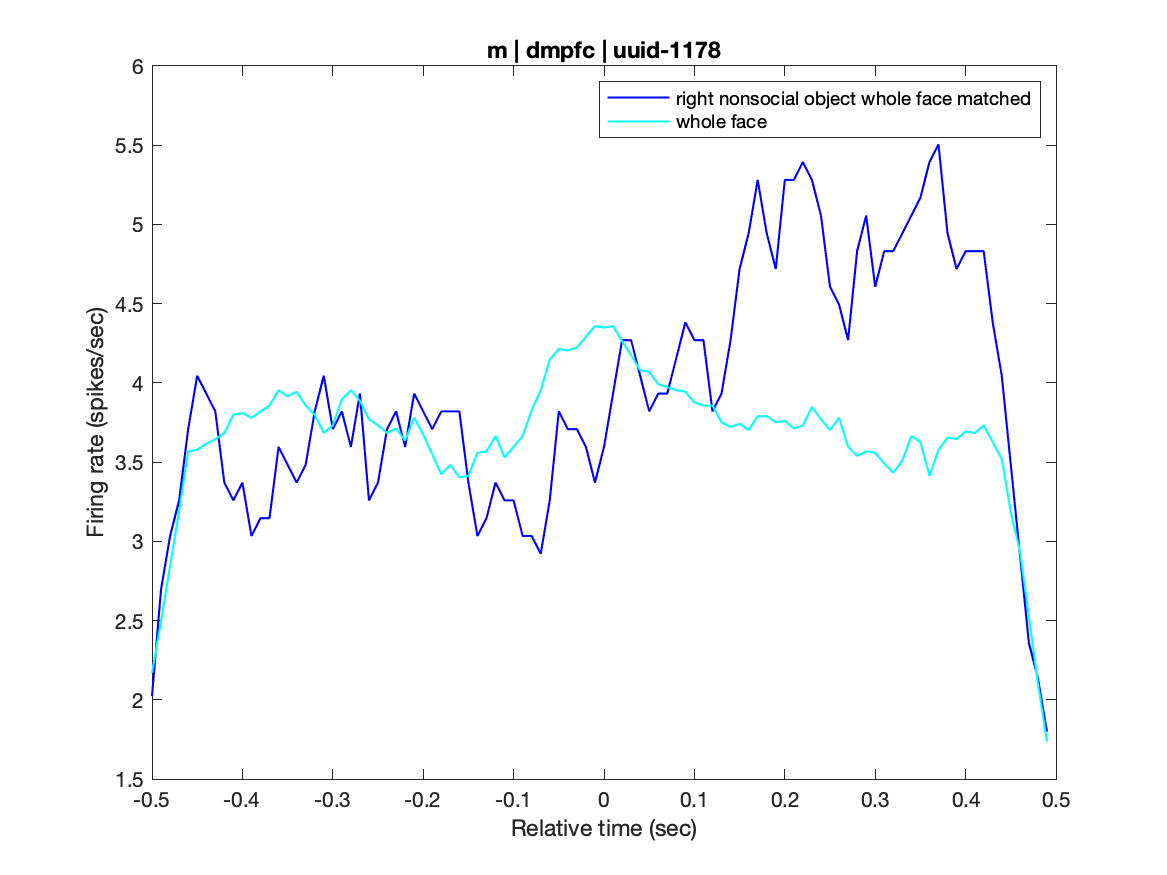 m | dmpfc | uuid-1178
right nonsocial object whole face matched
whole face
Firing rate (spikes/sec)
6
5.5
5
4.5
4
3.5
3
2.5
2
1.5
-0.5 -0.4 -0.3 -0.2 -0.1 0 0.1 0.2 0.3 0.4 0.5
Relative time (sec)